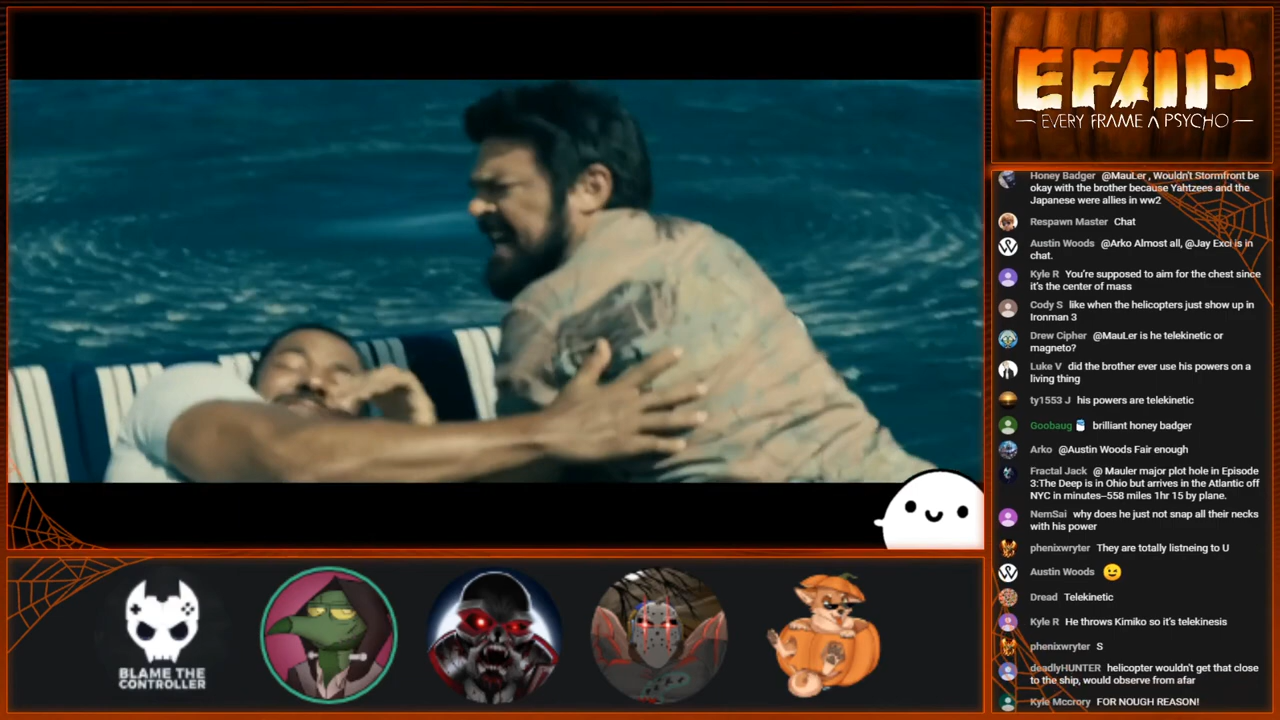 EFAP
EVERY FRAME A PSYCHO
Honey Badger @MauLer , Wouldn't Stormfront be
okay with the brother because Yahtzees and the
Japanese were allies in ww2
Respawn Master Chat
Austin Woods @Arko Almost all, @Jay Exci is in
chat.
Kyle R You're supposed to aim for the chest since
it's the center of mass
Cody S like when the helicopters just show up in
Ironman 3
Drew Cipher @MauLer is he telekinetic or
magneto?
Luke V did the brother ever use his powers on a
living thing
ty1553 J his powers are telekinetic
Goobaug brilliant honey badger
Arko @Austin Woods Fair enough
Fractal Jack @ Mauler major plot hole in Episode
3:The Deep is in Ohio but arrives in the Atlantic off
NYC in minutes--558 miles 1hr 15 by plane.
NemSai why does he just not snap all their necks
with his power
phenixwryter They are totally listneing to U
Austin Woods 😉
Dread Telekinetic
Kyle R He throws Kimiko so it's telekinesis
phenixwryter S
deadlyHUNTER helicopter wouldn't get that close
to the ship, would observe from afar
Kyle Mccrory FOR NOUGH REASON!
BLAME THE
CONTROLLER